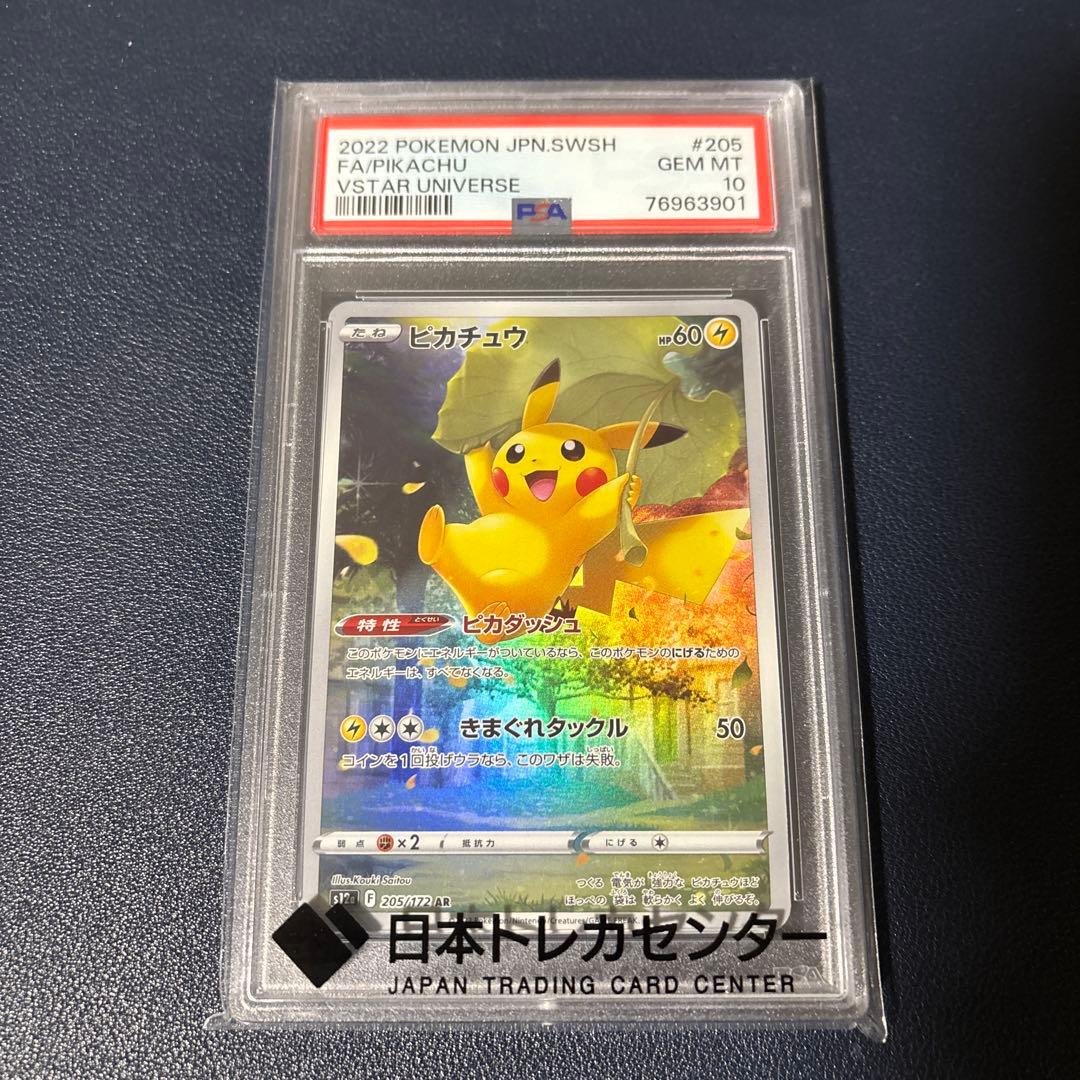 2022 POKEMON JPN.SWSH #205
FA/PIKACHU GEM MT
VSTAR UNIVERSE 10
PSA 76963901
たね ピカチュウ HP60
特性 とくせい ピカダッシュ
このポケモンにエネルギーがついているなら、このポケモンのにげるための
エネルギーは、すべてなくなる。
きまぐれタックル 50
コインを1回投げウラなら、このワザは失敗。
弱点 ×2 抵抗力 にげる
Illus.Kouki Saitou
つくる 電気が 強力な ピカチュウほど
ほっぺの 袋は 軟らかく よく 伸びるぞ。
s12a F 205/172 AR
日本トレカセンター
JAPAN TRADING CARD CENTER